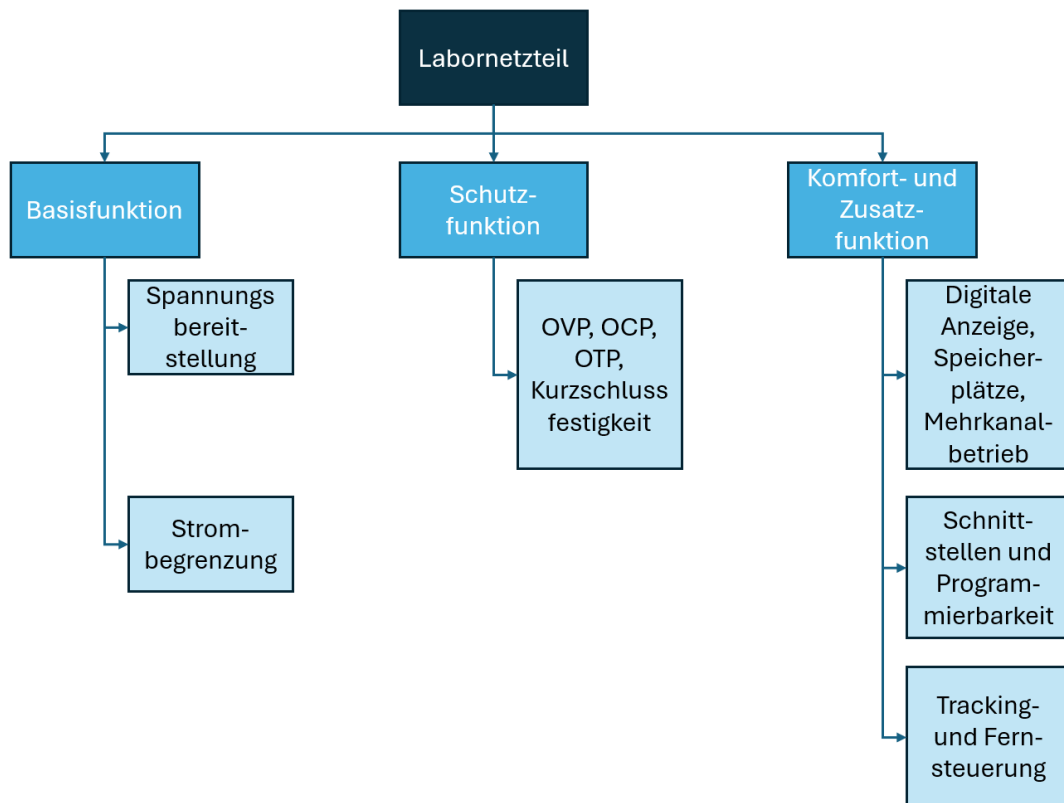 Labornetzteil
Basisfunktion
Schutz-
funktion
Komfort- und
Zusatz-
funktion
Spannungs
bereit-
stellung
Strom-
begrenzung
OVP, OCP,
OTP,
Kurzschluss
festigkeit
Digitale
Anzeige,
Speicher-
plätze,
Mehrkanal-
betrieb
Schnitt-
stellen und
Program-
mierbarkeit
Tracking-
und Fern-
steuerung